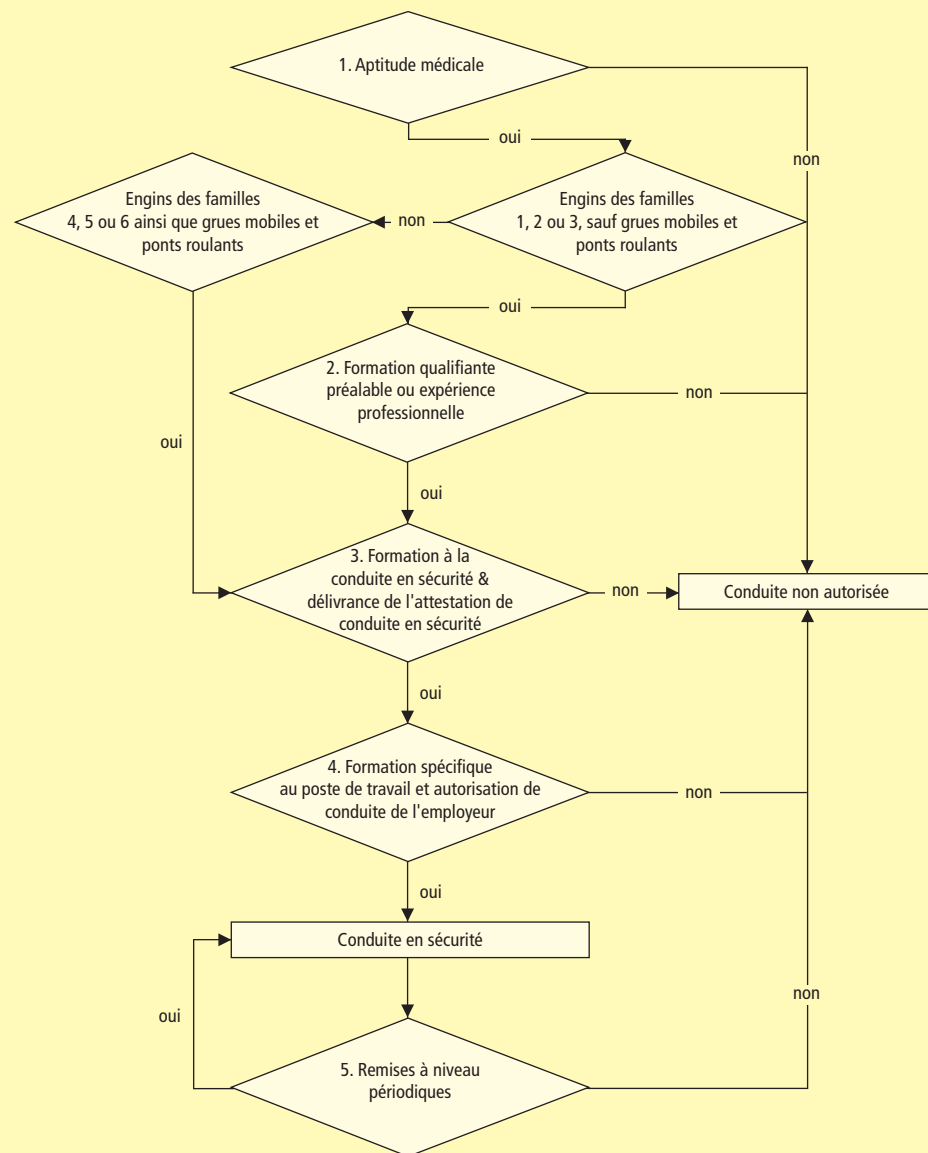 1. Aptitude médicale
oui
non
Engins des familles
4, 5 ou 6 ainsi que grues mobiles et
ponts roulants
non
Engins des familles
1, 2 ou 3, sauf grues mobiles et
ponts roulants
oui
2. Formation qualifiante
préalable ou expérience
professionnelle
non
oui
oui
3. Formation à la
conduite en sécurité &
délivrance de l'attestation de
conduite en sécurité
non
Conduite non autorisée
oui
4. Formation spécifique
au poste de travail et autorisation de
conduite de l'employeur
non
oui
Conduite en sécurité
oui
non
5. Remises à niveau
périodiques